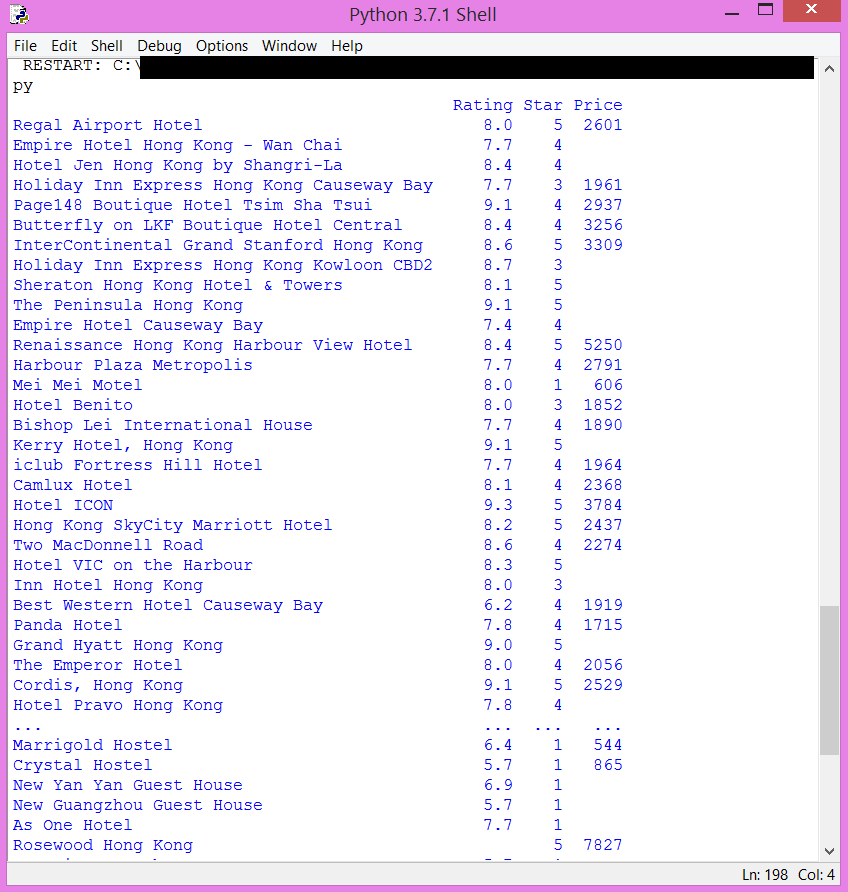 Python 3.7.1 Shell
File Edit Shell Debug Options Window Help
RESTART: C:\
py
Rating Star Price
Regal Airport Hotel 8.0 5 2601
Empire Hotel Hong Kong - Wan Chai 7.7 4
Hotel Jen Hong Kong by Shangri-La 8.4 4
Holiday Inn Express Hong Kong Causeway Bay 7.7 3 1961
Page148 Boutique Hotel Tsim Sha Tsui 9.1 4 2937
Butterfly on LKF Boutique Hotel Central 8.4 4 3256
InterContinental Grand Stanford Hong Kong 8.6 5 3309
Holiday Inn Express Hong Kong Kowloon CBD2 8.7 3
Sheraton Hong Kong Hotel & Towers 8.1 5
The Peninsula Hong Kong 9.1 5
Empire Hotel Causeway Bay 7.4 4
Renaissance Hong Kong Harbour View Hotel 8.4 5 5250
Harbour Plaza Metropolis 7.7 4 2791
Mei Mei Motel 8.0 1 606
Hotel Benito 8.0 3 1852
Bishop Lei International House 7.7 4 1890
Kerry Hotel, Hong Kong 9.1 5
iclub Fortress Hill Hotel 7.7 4 1964
Camlux Hotel 8.1 4 2368
Hotel ICON 9.3 5 3784
Hong Kong SkyCity Marriott Hotel 8.2 5 2437
Two MacDonnell Road 8.6 4 2274
Hotel VIC on the Harbour 8.3 5
Inn Hotel Hong Kong 8.0 3
Best Western Hotel Causeway Bay 6.2 4 1919
Panda Hotel 7.8 4 1715
Grand Hyatt Hong Kong 9.0 5
The Emperor Hotel 8.0 4 2056
Cordis, Hong Kong 9.1 5 2529
Hotel Pravo Hong Kong 7.8 4
... ... ... ...
Marrigold Hostel 6.4 1 544
Crystal Hostel 5.7 1 865
New Yan Yan Guest House 6.9 1
New Guangzhou Guest House 5.7 1
As One Hotel 7.7 1
Rosewood Hong Kong 5 7827
Ln: 198 Col: 4